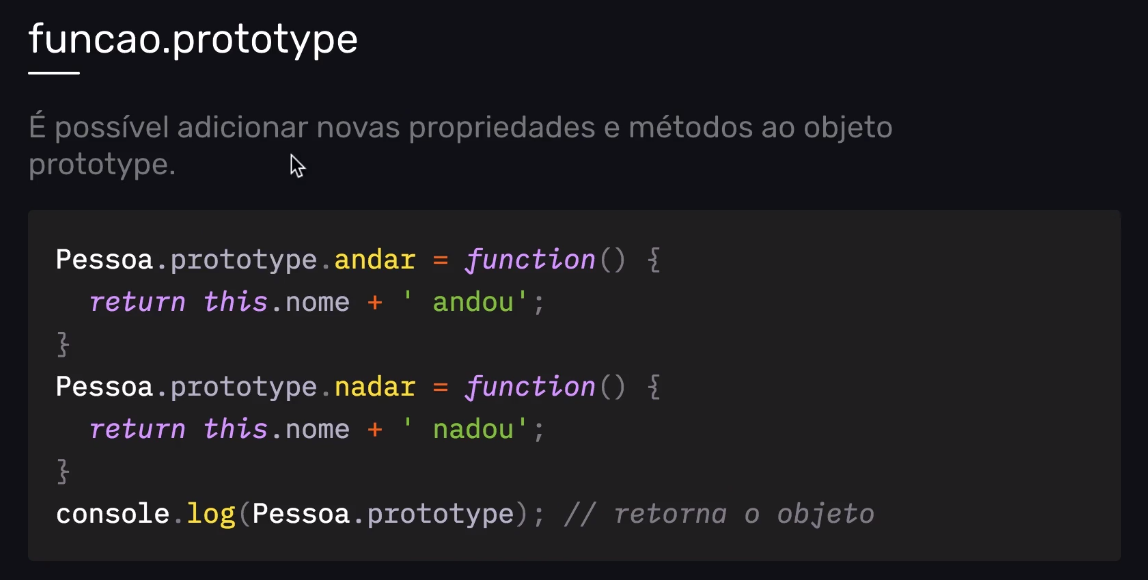 funcao.prototype
É possível adicionar novas propriedades e métodos ao objeto
prototype.
Pessoa.prototype.andar = function() {
  return this.nome + ' andou';
}
Pessoa.prototype.nadar = function() {
  return this.nome + ' nadou';
}
console.log(Pessoa.prototype); // retorna o objeto